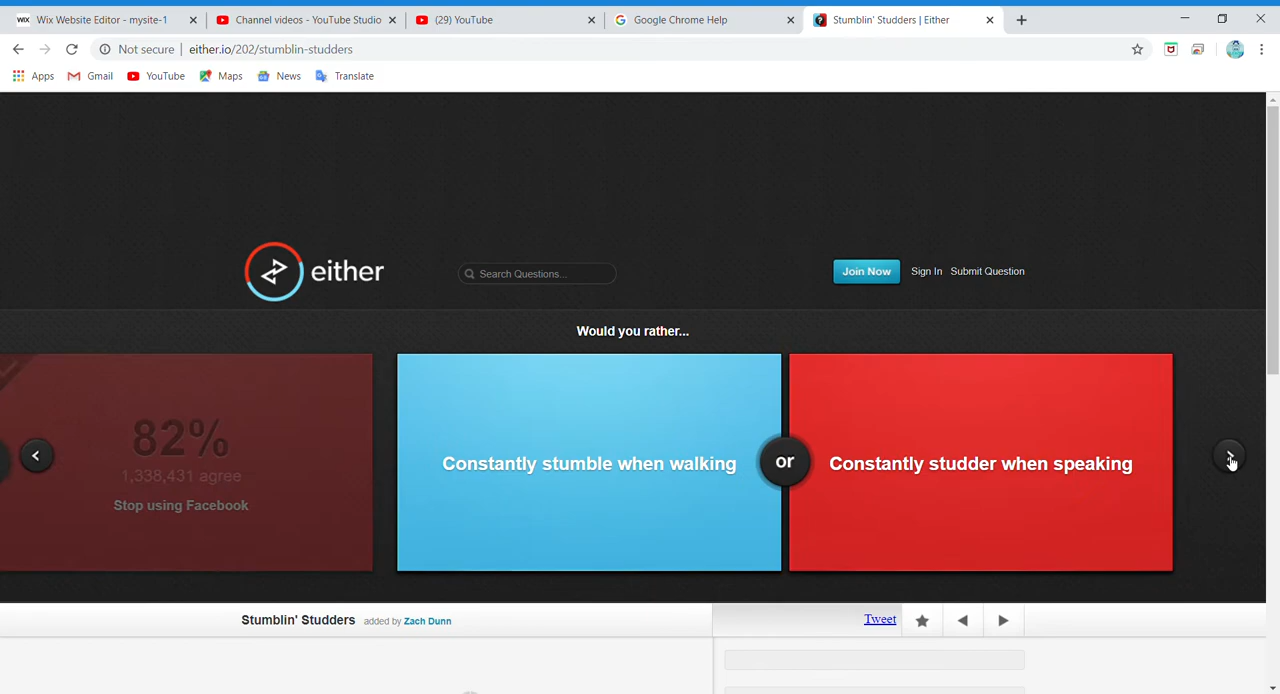 WIX Wix Website Editor - mysite-1
Channel videos - YouTube Studio
(29) YouTube
Google Chrome Help
Stumblin' Studders | Either
Not secure | either.io/202/stumblin-studders
Apps Gmail YouTube Maps News Translate
either
Search Questions...
Join Now Sign In Submit Question
Would you rather...
82%
1,338,431 agree
Stop using Facebook
Constantly stumble when walking
or
Constantly studder when speaking
Stumblin' Studders added by Zach Dunn
Tweet